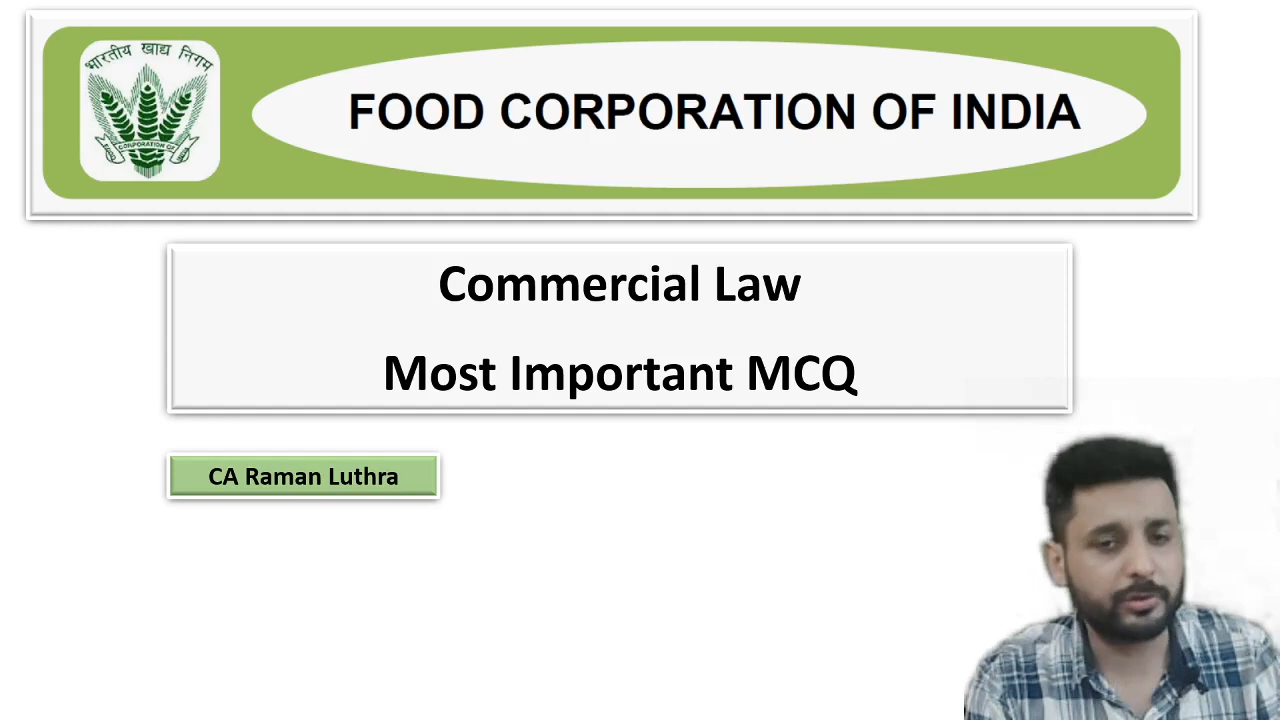 भारतीय खाद्य निगम
CORPORATION OF
FOOD CORPORATION OF INDIA
Commercial Law
Most Important MCQ
CA Raman Luthra